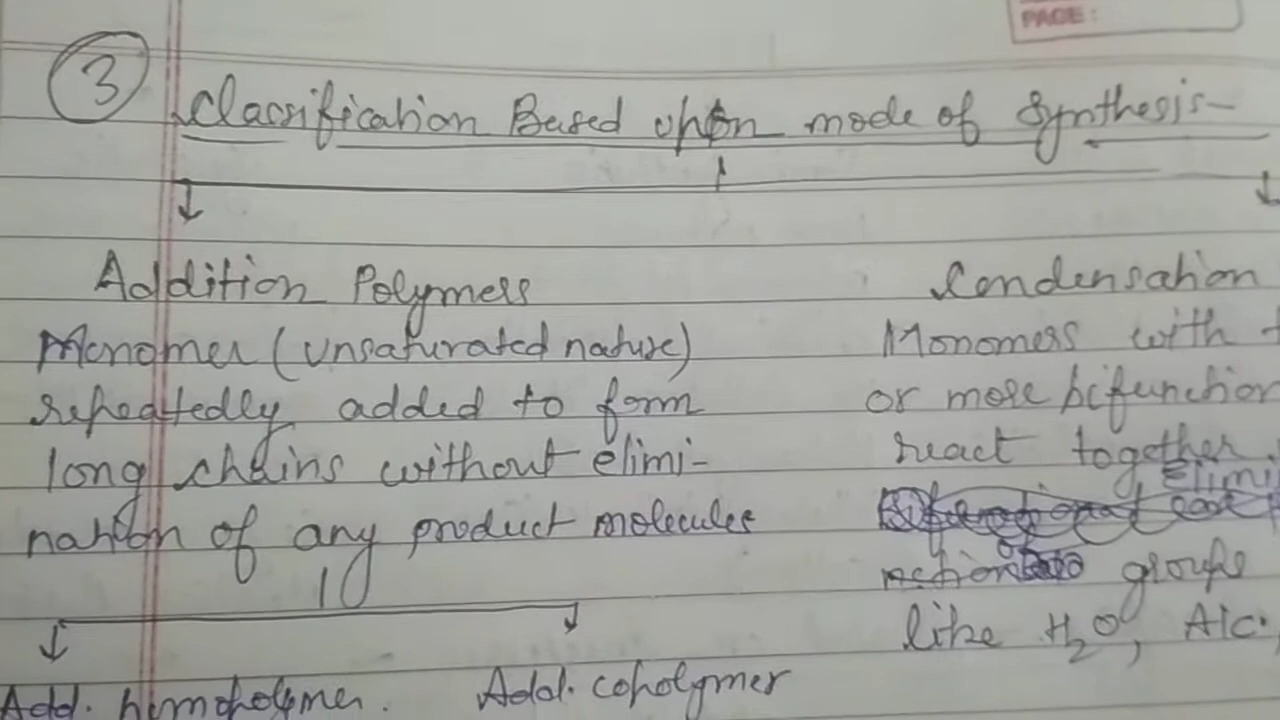 PAGE:
③ Classification Based upon mode of Synthesis-
Addition Polymers
Monomer (unsaturated nature)
repeatedly added to form
long chains without elimi-
nation of any product molecules
Add. homopolymer.
Add. copolymer
Condensation
Monomers with
or more bifunction
react together.
elimi
groups
like H₂O, Alc.,